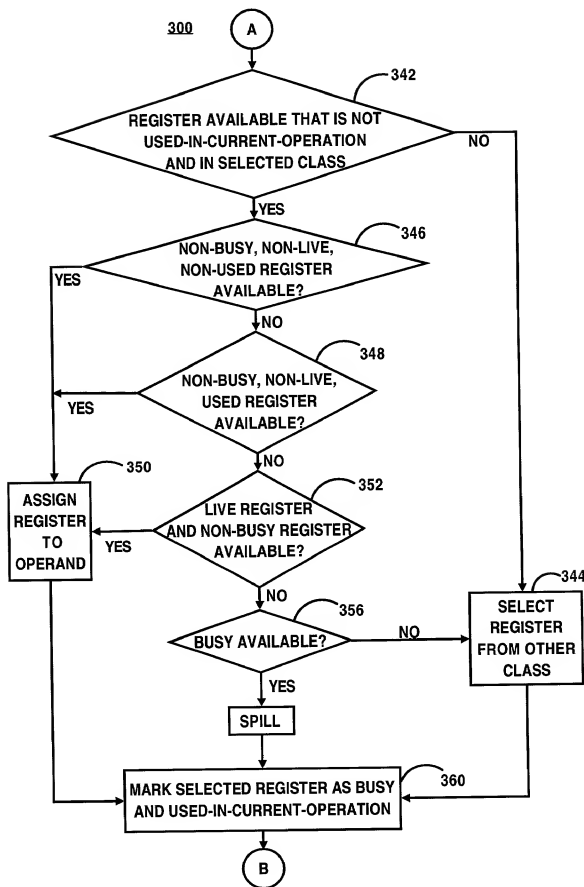 300
A
342
REGISTER AVAILABLE THAT IS NOT
USED-IN-CURRENT-OPERATION
AND IN SELECTED CLASS
NO
YES
346
NON-BUSY, NON-LIVE,
NON-USED REGISTER
AVAILABLE?
YES
NO
348
NON-BUSY, NON-LIVE,
USED REGISTER
AVAILABLE?
YES
NO
350
ASSIGN
REGISTER
TO
OPERAND
352
LIVE REGISTER
AND NON-BUSY REGISTER
AVAILABLE?
YES
NO
344
SELECT
REGISTER
FROM OTHER
CLASS
356
BUSY AVAILABLE?
NO
YES
SPILL
360
MARK SELECTED REGISTER AS BUSY
AND USED-IN-CURRENT-OPERATION
B